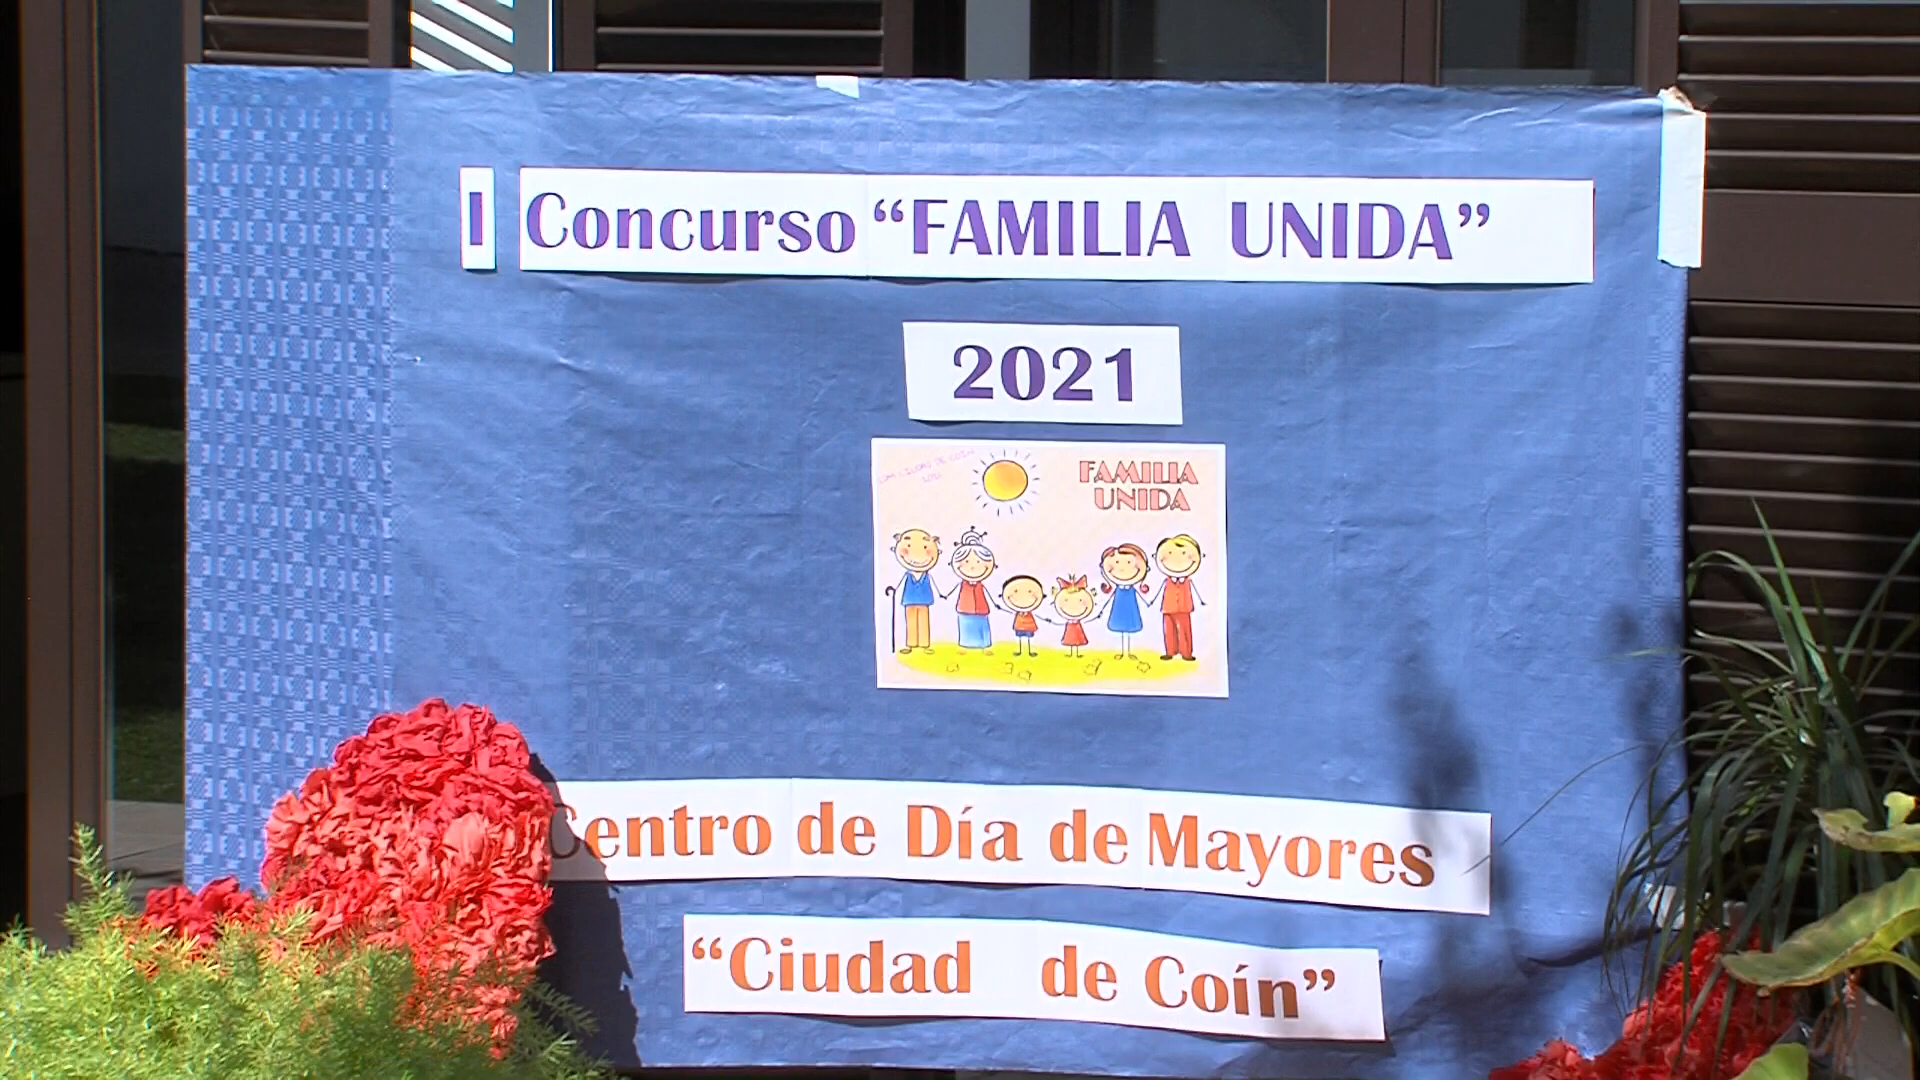 I Concurso “FAMILIA UNIDA”
2021
FAMILIA
UNIDA
Centro de Día de Mayores
“Ciudad de Coín”